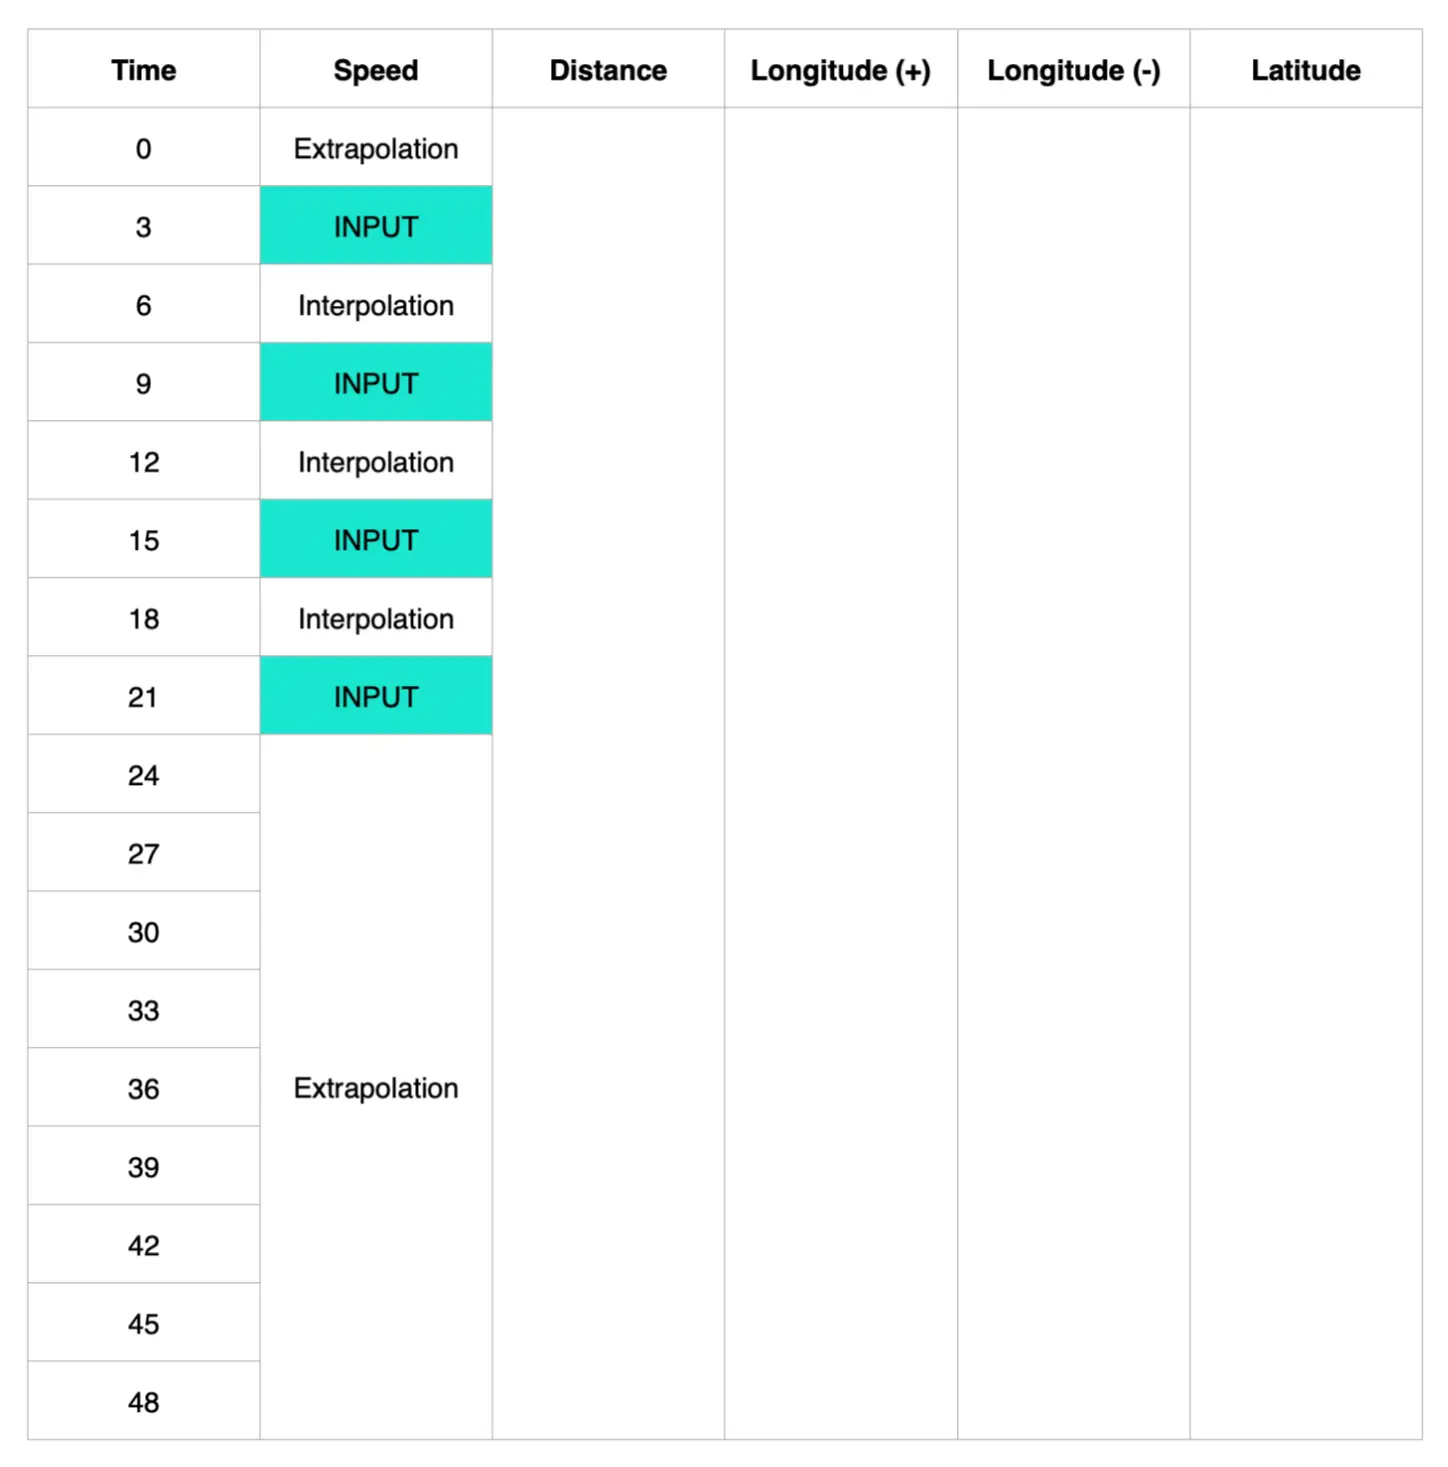 Time Speed Distance Longitude (+) Longitude (-) Latitude
0 Extrapolation
3 INPUT
6 Interpolation
9 INPUT
12 Interpolation
15 INPUT
18 Interpolation
21 INPUT
24
27
30
33
36 Extrapolation
39
42
45
48